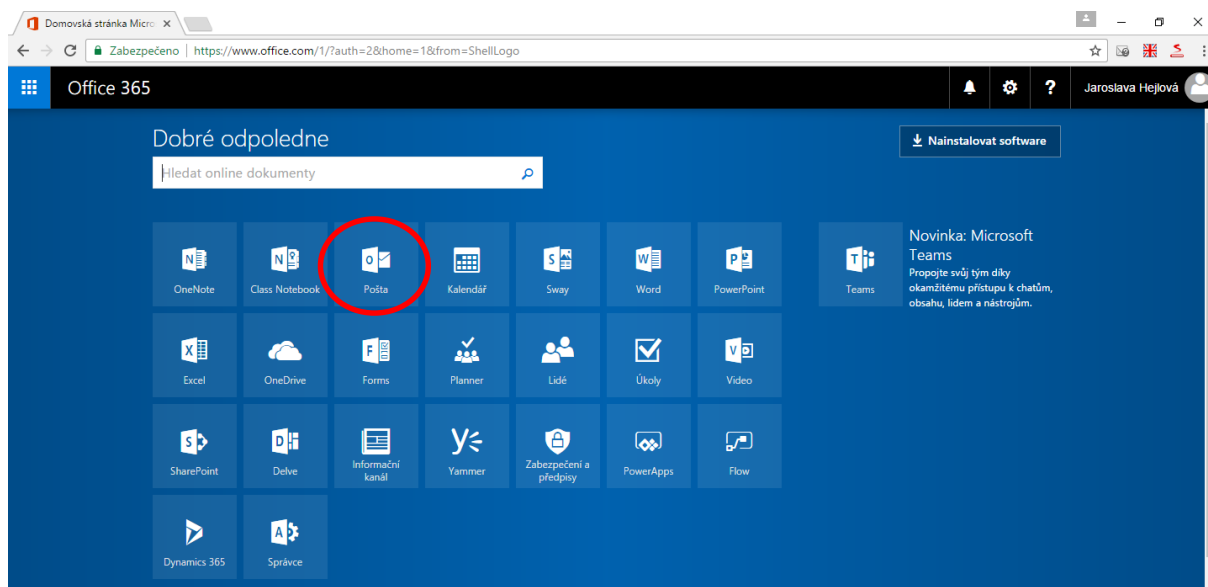 Domovská stránka Micro
Zabezpečeno | https://www.office.com/1/?auth=2&home=1&from=ShellLogo
Office 365
?
Jaroslava Hejlová
Dobré odpoledne
Nainstalovat software
Hledat online dokumenty
OneNote
Class Notebook
Pošta
Kalendář
Sway
Word
PowerPoint
Teams
Novinka: Microsoft
Teams
Propojte svůj tým díky
okamžitému přístupu k chatům,
obsahu, lidem a nástrojům.
Excel
OneDrive
Forms
Planner
Lidé
Úkoly
Video
SharePoint
Delve
Informační
kanál
Yammer
Zabezpečení a
předpisy
PowerApps
Flow
Dynamics 365
Správce